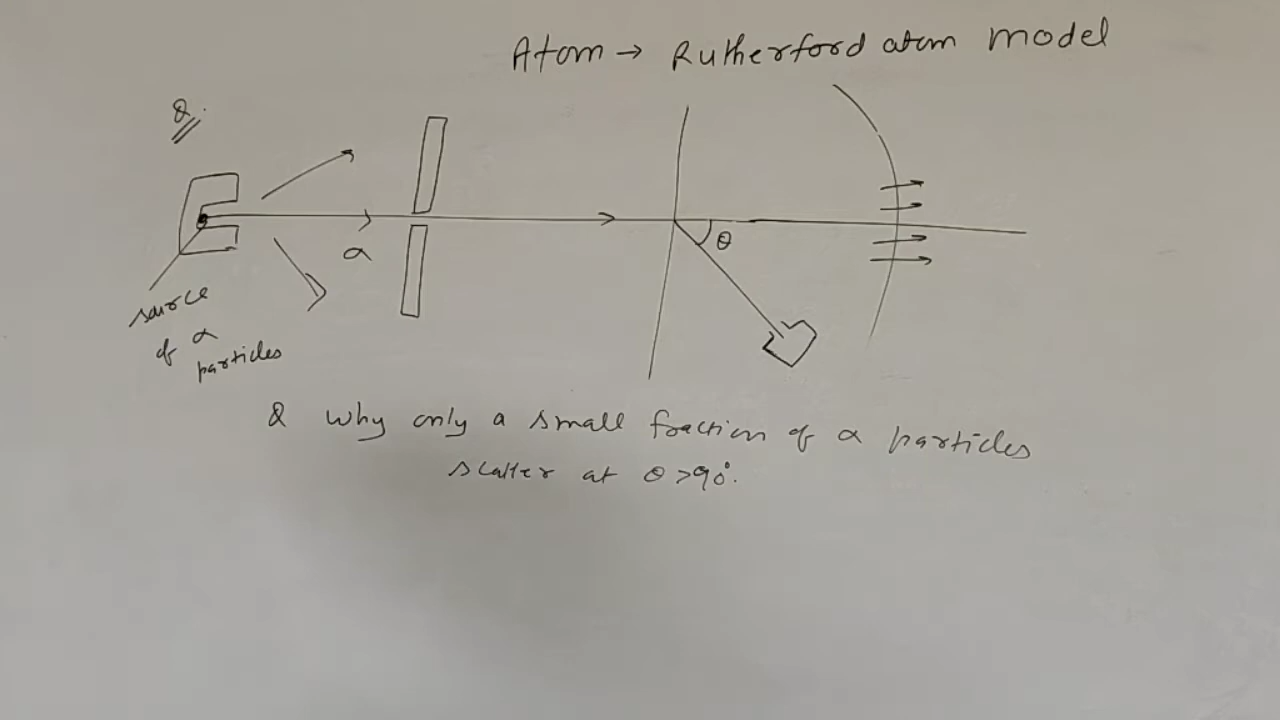 Atom → Rutherford atom model
Q.
α
θ
source
of α
particles
Q why only a small fraction of α particles
scatter at θ >90°.